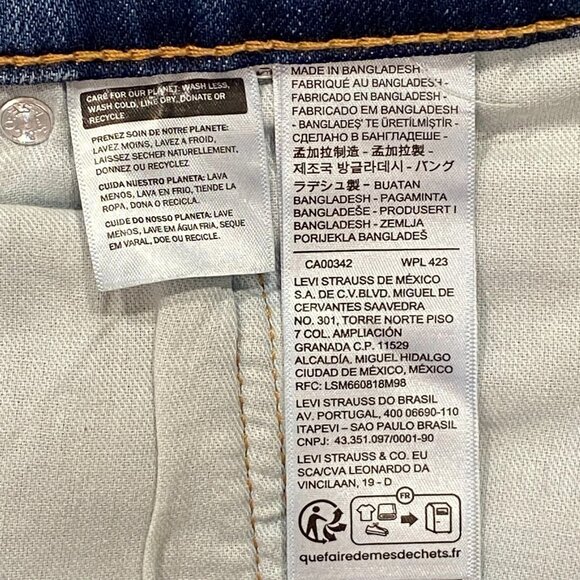 CARE FOR OUR PLANET: WASH LESS,
WASH COLD, LINE DRY, DONATE OR
RECYCLE
PRENEZ SOIN DE NOTRE PLANETE:
LAVEZ MOINS, LAVEZ A FROID,
LAISSEZ SECHER NATURELLEMENT,
DONNEZ OU RECYCLEZ
CUIDA NUESTRO PLANETA: LAVA
MENOS, LAVA EN FRIO, TIENDE LA
ROPA, DONA O RECICLA.
CUIDE DO NOSSO PLANETA: LAVE
MENOS, LAVE EM ÁGUA FRIA, SEQUE
EM VARAL, DOE OU RECICLE.
MADE IN BANGLADESH
FABRIQUÉ AU BANGLADESH -
FABRICADO EN BANGLADESH -
FABRICADO EM BANGLADESH
- BANGLADEŞ'TE ÜRETİLMİŞTİR -
СДЕЛАНО В БАНГЛАДЕШЕ -
孟加拉制造 - 孟加拉製 -
제조국 방글라데시 - バング
ラデシュ製 - BUATAN
BANGLADESH - PAGAMINTA
BANGLADEŠE - PRODUSERT I
BANGLADESH - ZEMLJA
PORIJEKLA BANGLADEŠ
CA00342 WPL 423
LEVI STRAUSS DE MÉXICO
S.A. DE C.V.BLVD. MIGUEL DE
CERVANTES SAAVEDRA
NO. 301, TORRE NORTE PISO
7 COL. AMPLIACIÓN
GRANADA C.P. 11529
ALCALDÍA, MIGUEL HIDALGO
CIUDAD DE MÉXICO, MÉXICO
RFC: LSM660818M98
LEVI STRAUSS DO BRASIL
AV. PORTUGAL, 400 06690-110
ITAPEVI - SAO PAULO BRASIL
CNPJ: 43.351.097/0001-90
LEVI STRAUSS & CO. EU
SCA/CVA LEONARDO DA
VINCILAAN, 19 - D
FR
quefairedemesdechets.fr